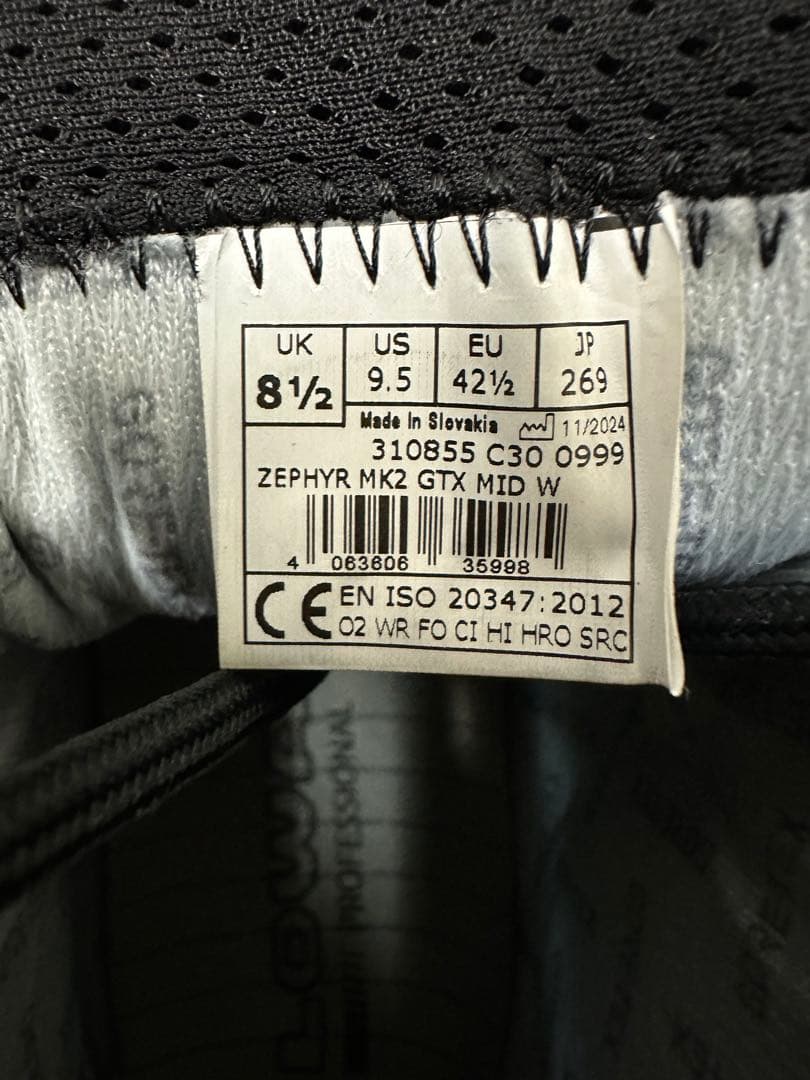 UK US EU JP
8½ 9.5 42½ 269
Made In Slovakia 11/2024
310855 C30 0999
ZEPHYR MK2 GTX MID W
4 063606 35998
CE EN ISO 20347:2012
O2 WR FO CI HI HRO SRC
LOWA
PROFESSIONAL